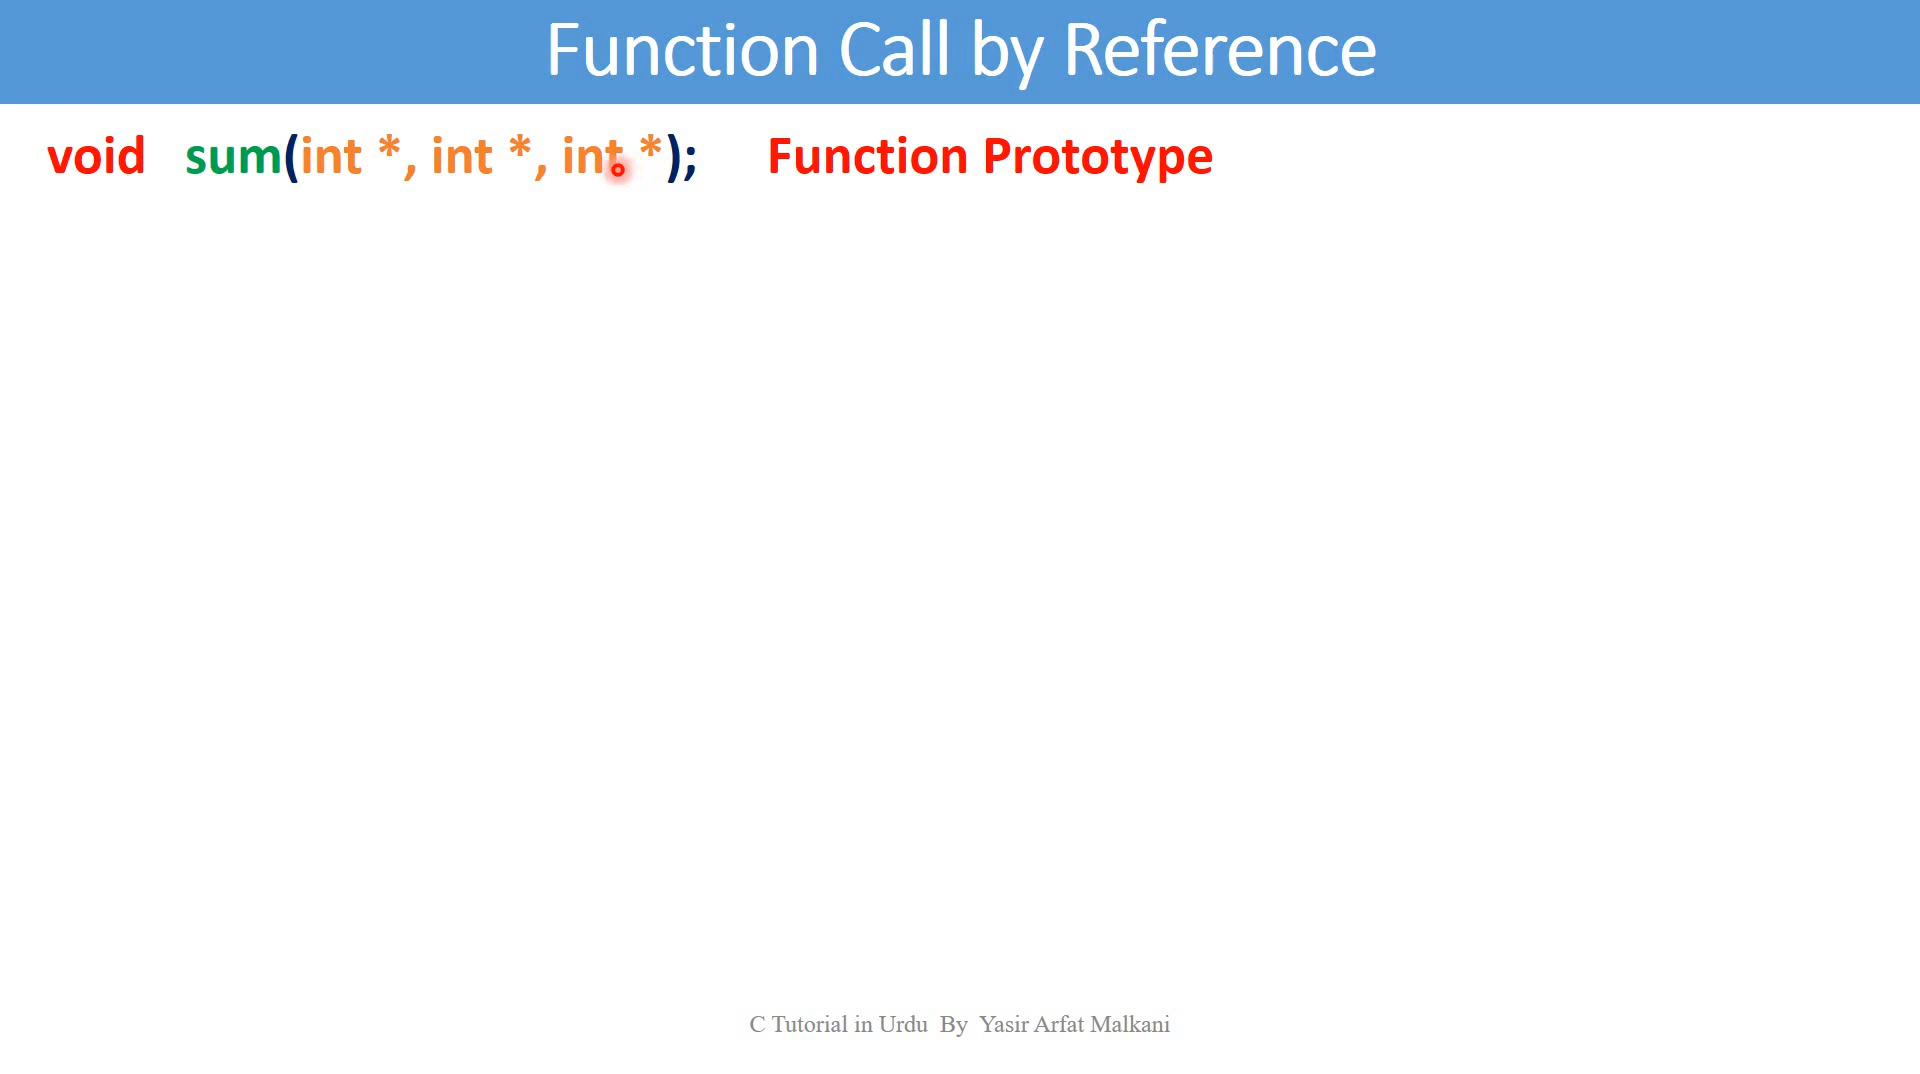 Function Call by Reference
void sum(int *, int *, int *); Function Prototype
C Tutorial in Urdu By Yasir Arfat Malkani